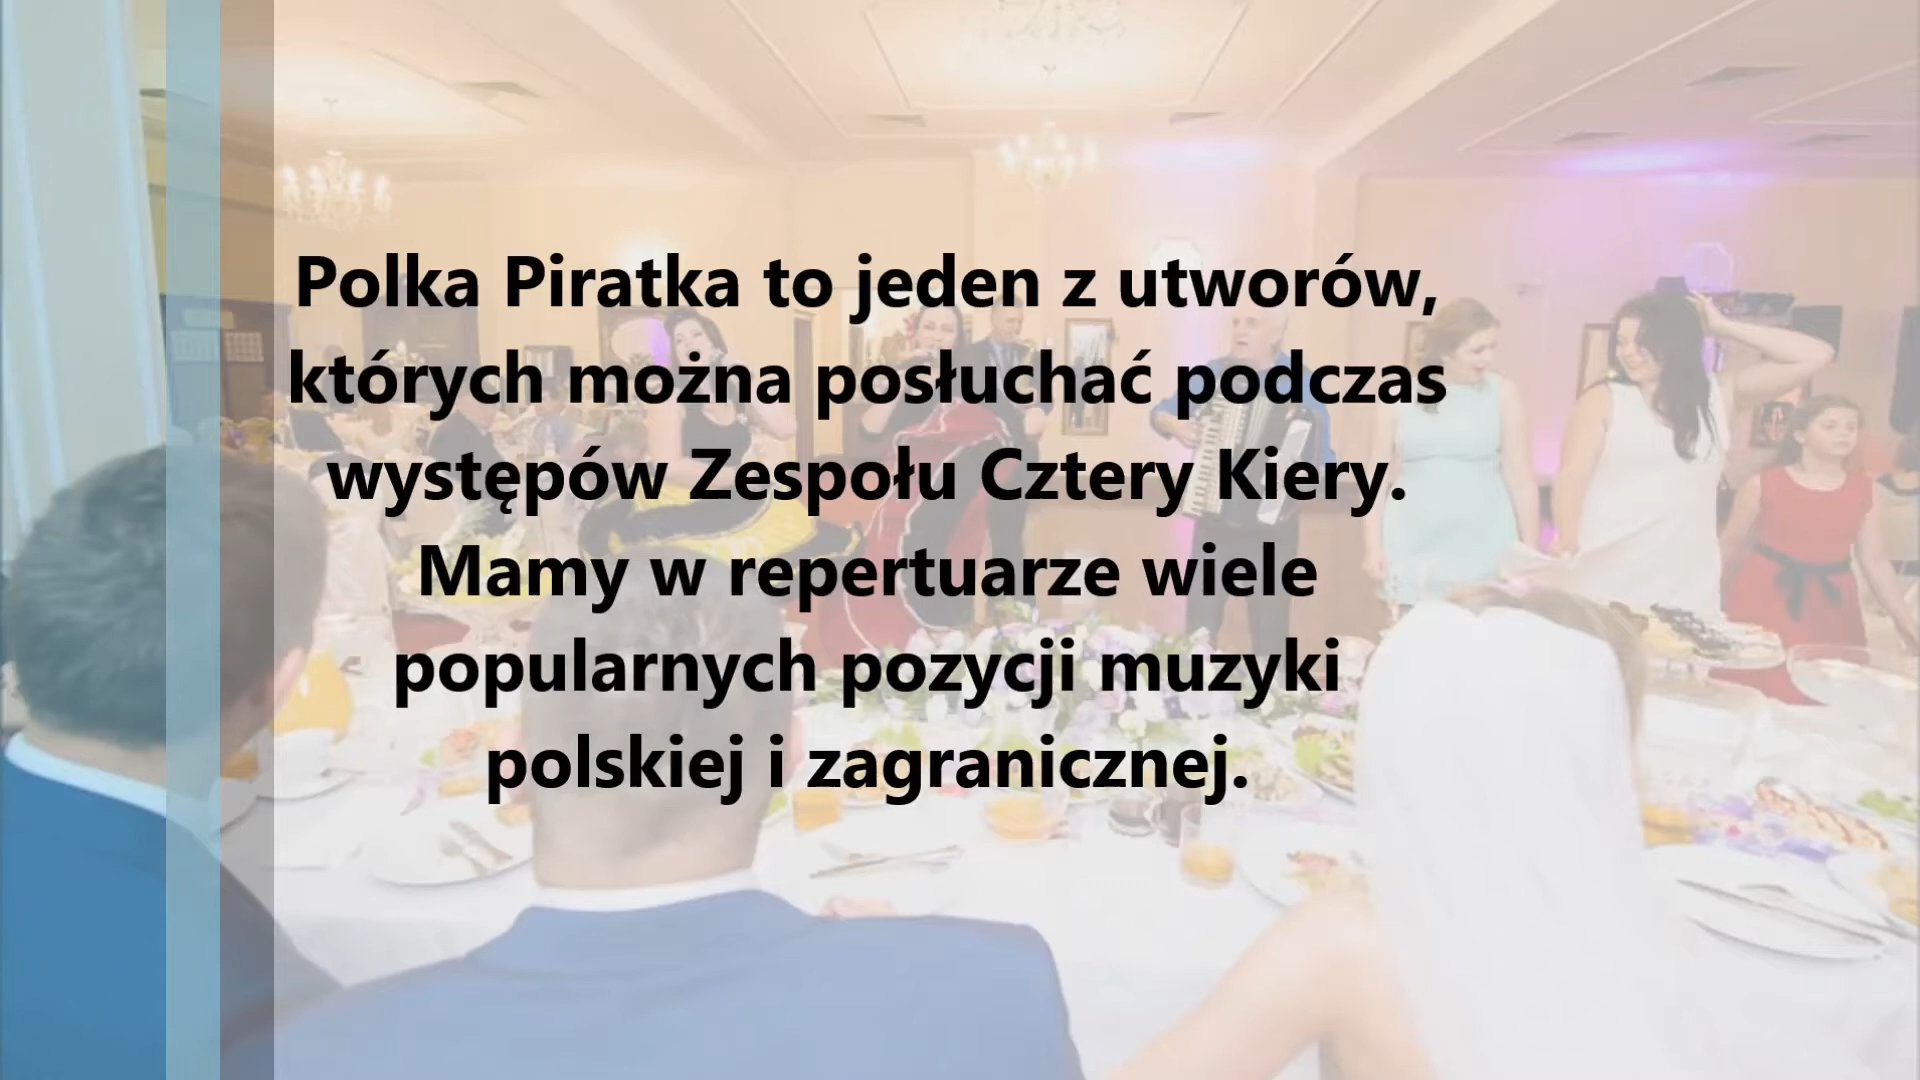 Polka Piratka to jeden z utworów,
których można posłuchać podczas
występów Zespołu Cztery Kiery.
Mamy w repertuarze wiele
popularnych pozycji muzyki
polskiej i zagranicznej.